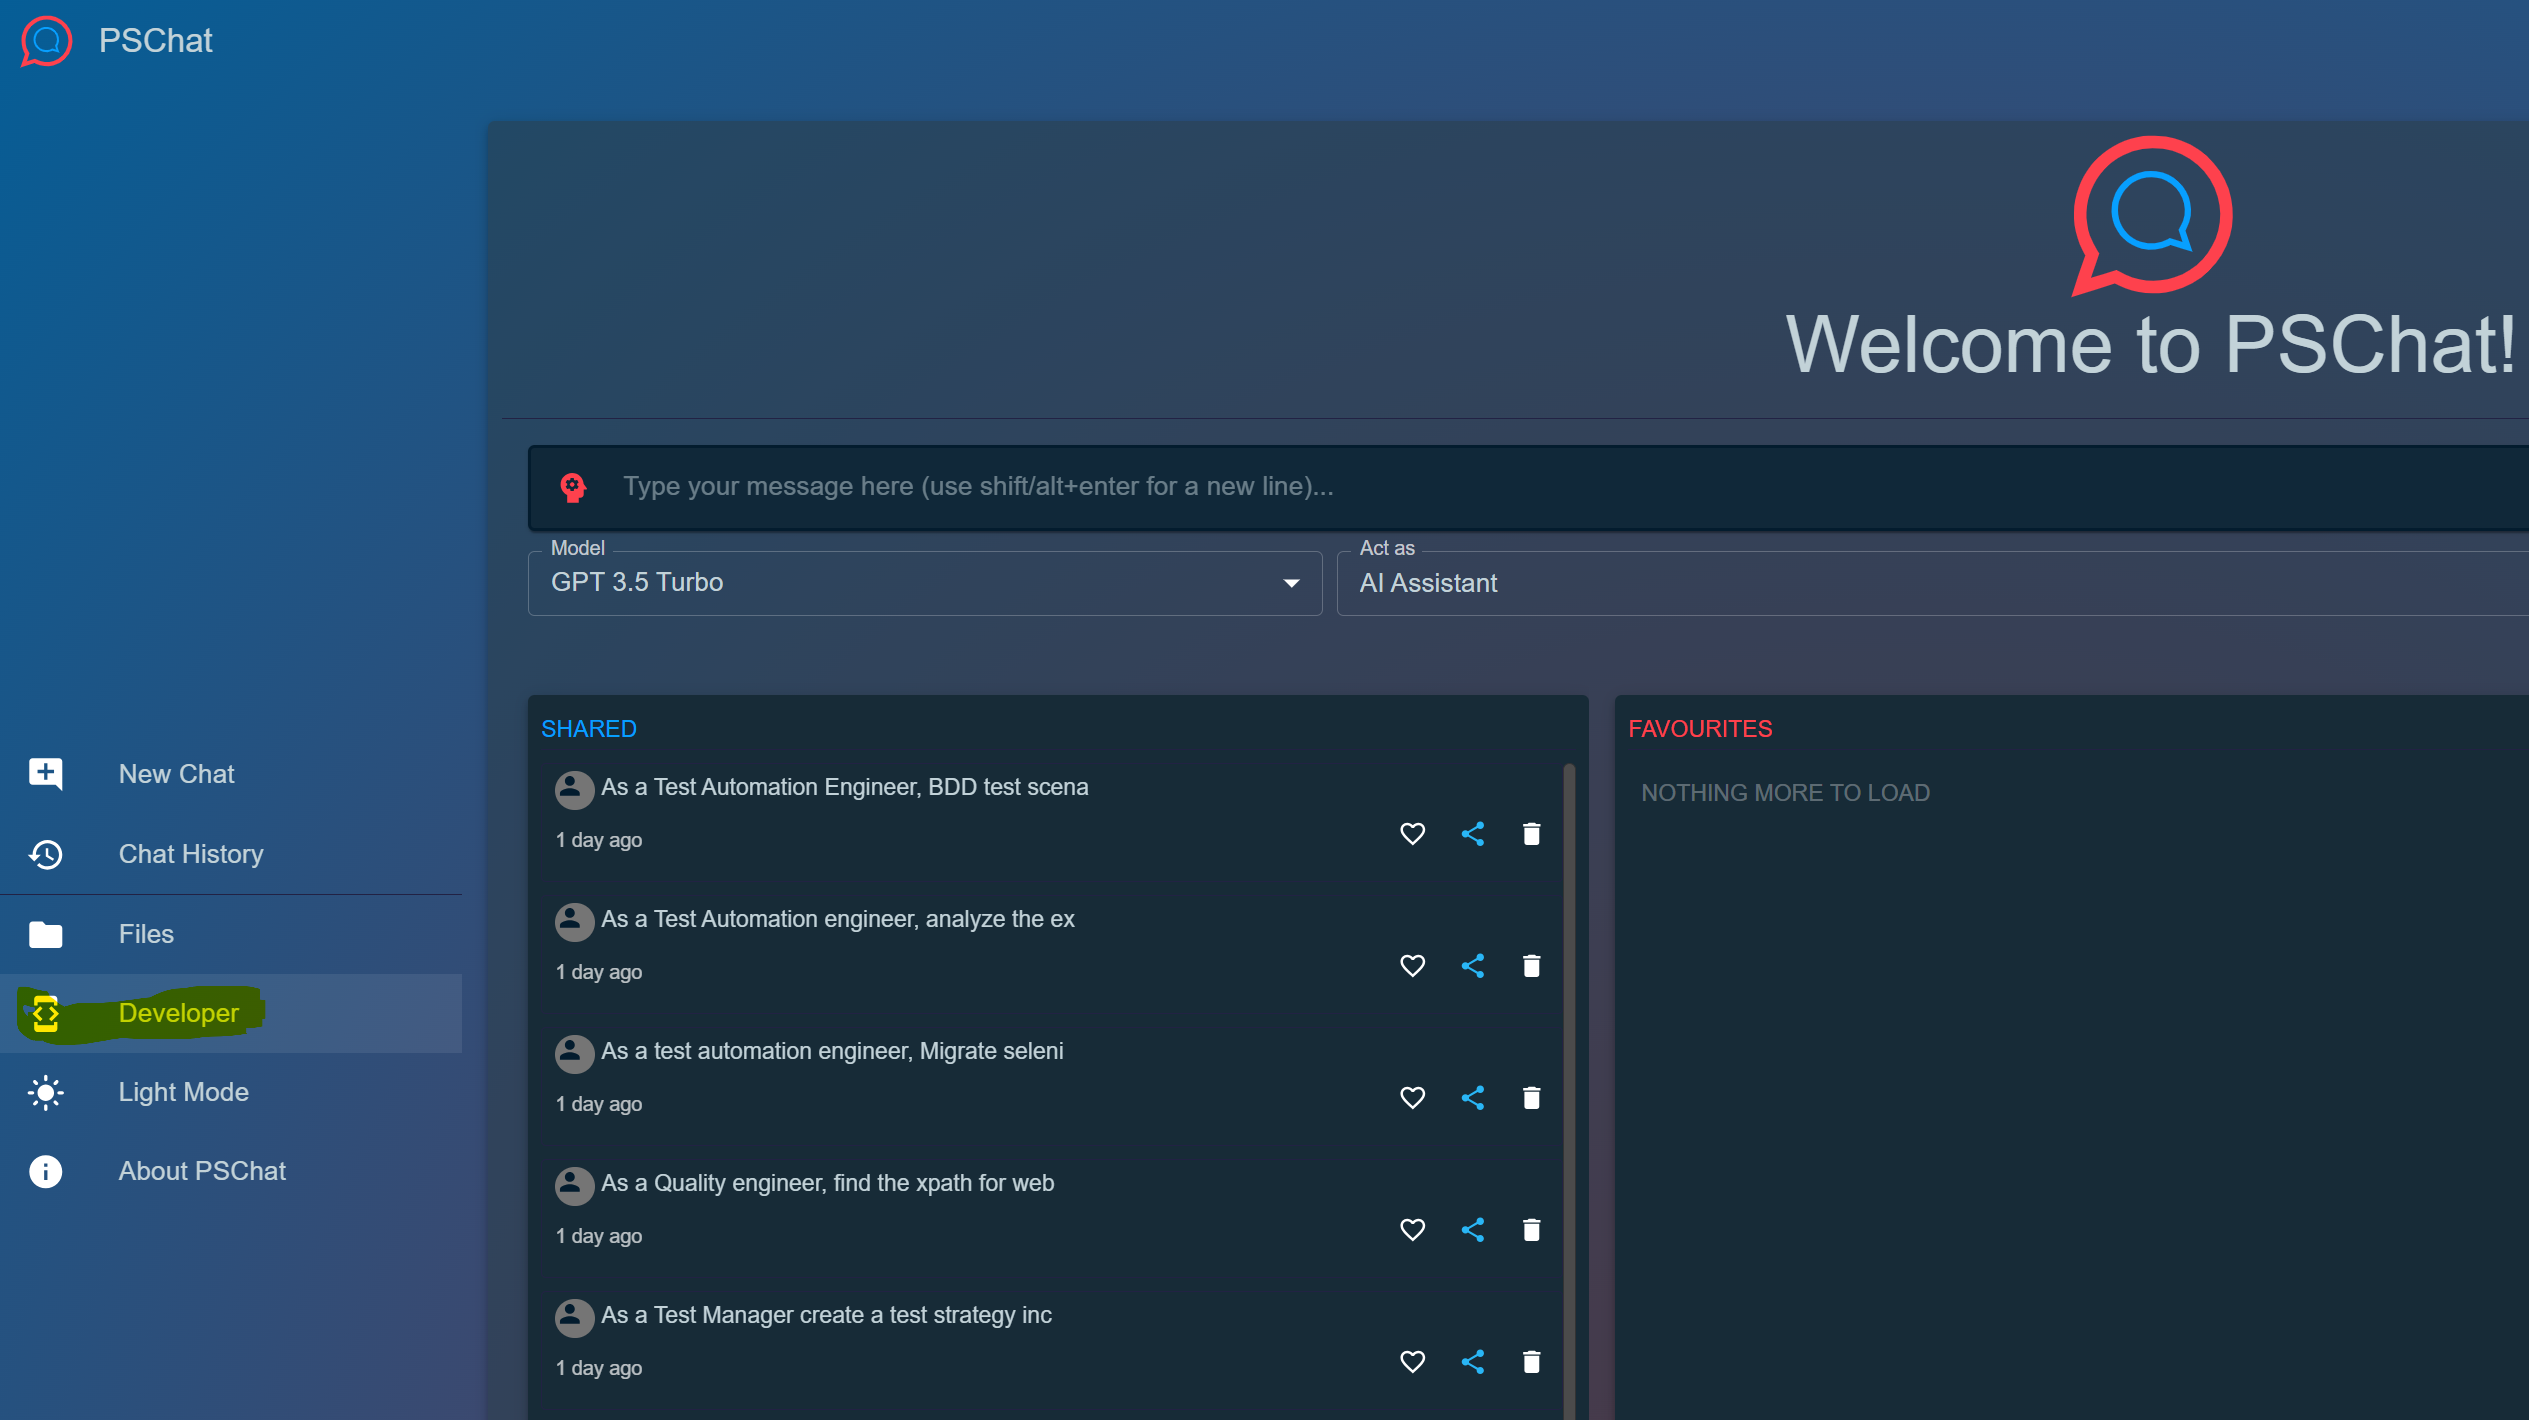 PSChat
Welcome to PSChat!
Type your message here (use shift/alt+enter for a new line)...
Model
GPT 3.5 Turbo
Act as
AI Assistant
New Chat
Chat History
Files
Developer
Light Mode
About PSChat
SHARED
As a Test Automation Engineer, BDD test scena
1 day ago
As a Test Automation engineer, analyze the ex
1 day ago
As a test automation engineer, Migrate seleni
1 day ago
As a Quality engineer, find the xpath for web
1 day ago
As a Test Manager create a test strategy inc
1 day ago
FAVOURITES
NOTHING MORE TO LOAD